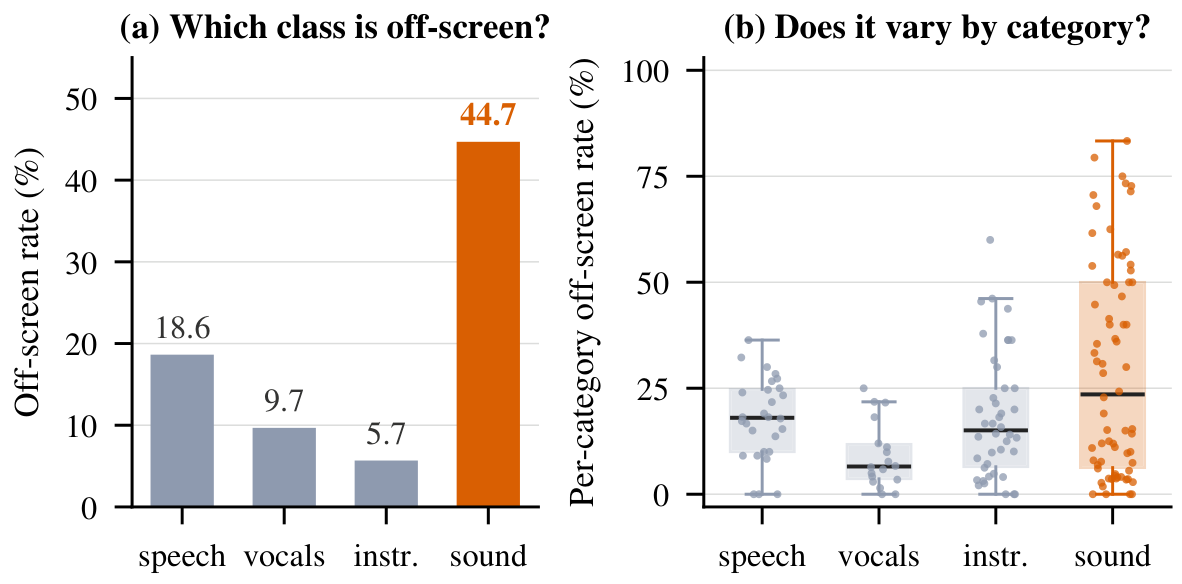 (a) Which class is off-screen?
Off-screen rate (%)
50
40
30
20
10
0
18.6
9.7
5.7
44.7
speech
vocals
instr.
sound
(b) Does it vary by category?
Per-category off-screen rate (%)
100
75
50
25
0
speech
vocals
instr.
sound